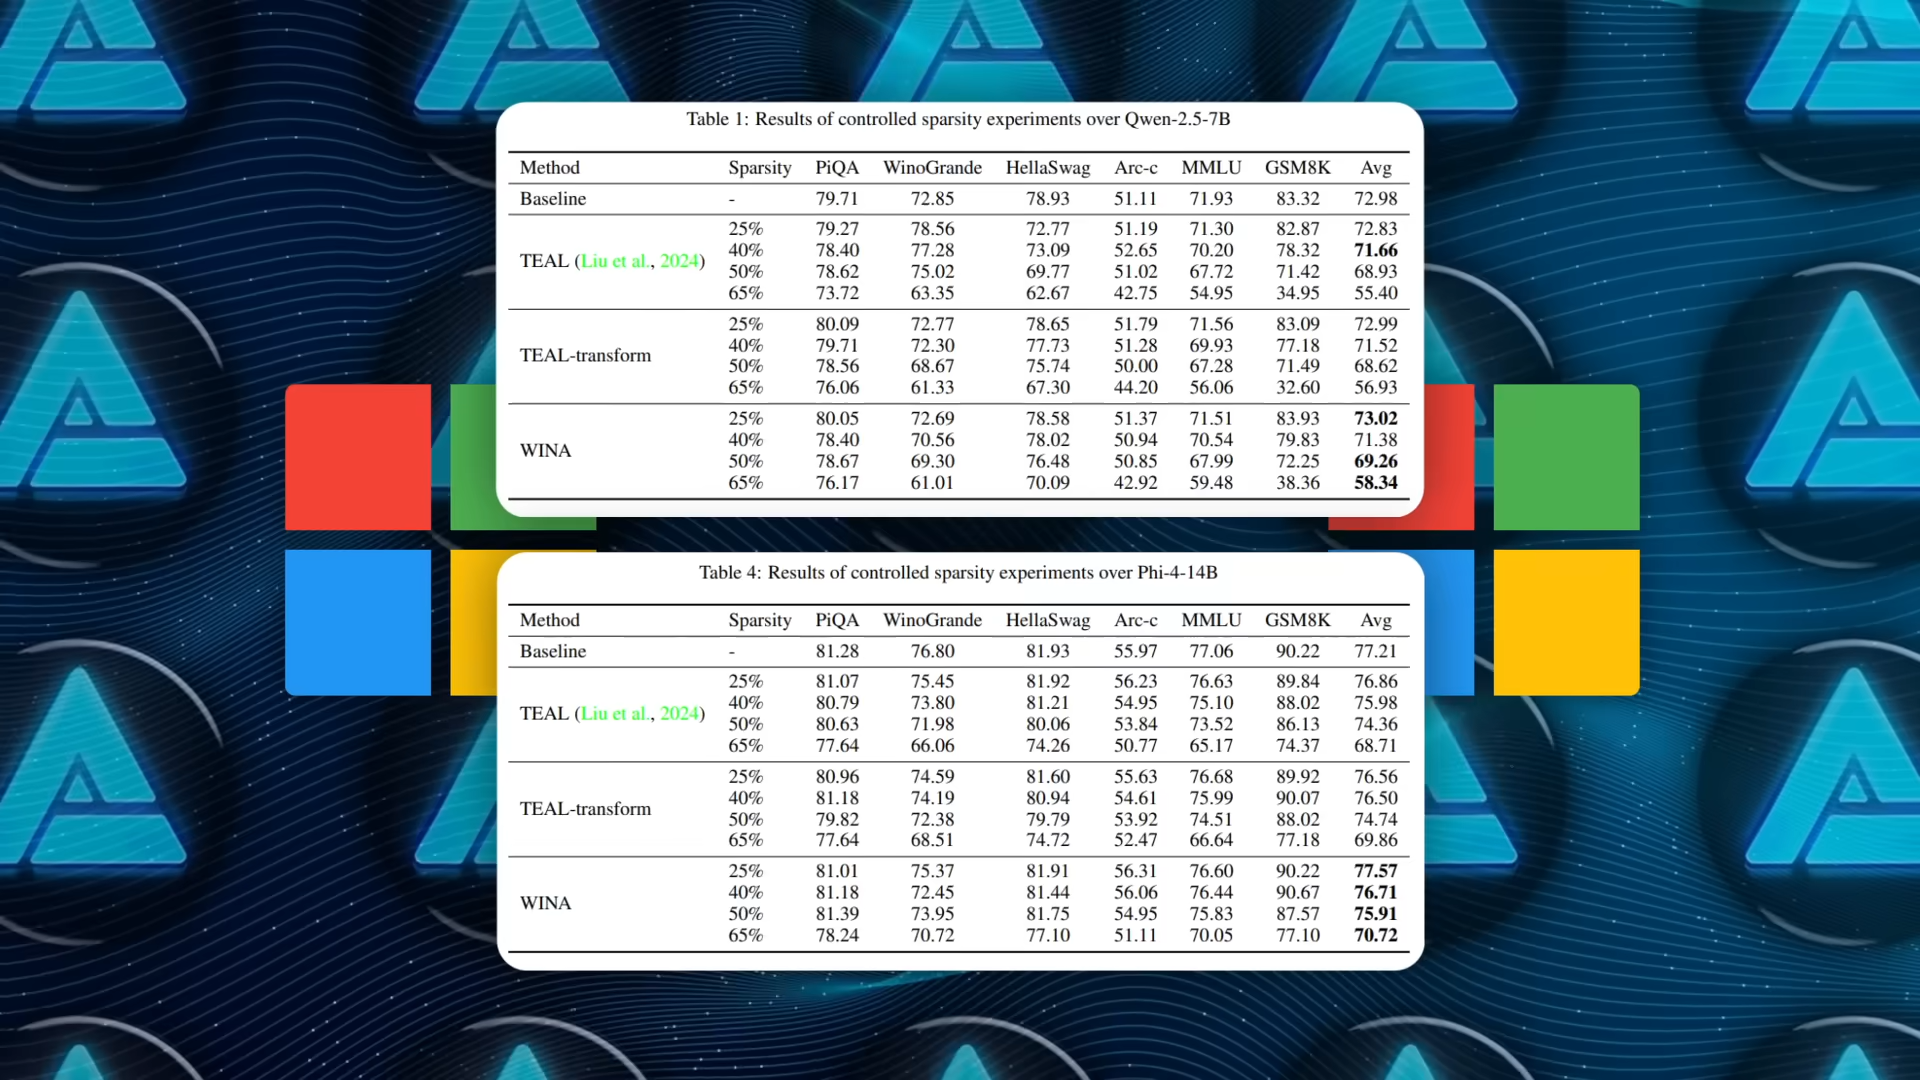 Table 1: Results of controlled sparsity experiments over Qwen-2.5-7B
Method Sparsity PiQA WinoGrande HellaSwag Arc-c MMLU GSM8K Avg
Baseline - 79.71 72.85 78.93 51.11 71.93 83.32 72.98
25% 79.27 78.56 72.77 51.19 71.30 82.87 72.83
40% 78.40 77.28 73.09 52.65 70.20 78.32 71.66
TEAL (Liu et al., 2024)
50% 78.62 75.02 69.77 51.02 67.72 71.42 68.93
65% 73.72 63.35 62.67 42.75 54.95 34.95 55.40
25% 80.09 72.77 78.65 51.79 71.56 83.09 72.99
40% 79.71 72.30 77.73 51.28 69.93 77.18 71.52
TEAL-transform
50% 78.56 68.67 75.74 50.00 67.28 71.49 68.62
65% 76.06 61.33 67.30 44.20 56.06 32.60 56.93
25% 80.05 72.69 78.58 51.37 71.51 83.93 73.02
40% 78.40 70.56 78.02 50.94 70.54 79.83 71.38
WINA
50% 78.67 69.30 76.48 50.85 67.99 72.25 69.26
65% 76.17 61.01 70.09 42.92 59.48 38.36 58.34
Table 4: Results of controlled sparsity experiments over Phi-4-14B
Method Sparsity PiQA WinoGrande HellaSwag Arc-c MMLU GSM8K Avg
Baseline - 81.28 76.80 81.93 55.97 77.06 90.22 77.21
25% 81.07 75.45 81.92 56.23 76.63 89.84 76.86
40% 80.79 73.80 81.21 54.95 75.10 88.02 75.98
TEAL (Liu et al., 2024)
50% 80.63 71.98 80.06 53.84 73.52 86.13 74.36
65% 77.64 66.06 74.26 50.77 65.17 74.37 68.71
25% 80.96 74.59 81.60 55.63 76.68 89.92 76.56
40% 81.18 74.19 80.94 54.61 75.99 90.07 76.50
TEAL-transform
50% 79.82 72.38 79.79 53.92 74.51 88.02 74.74
65% 77.64 68.51 74.72 52.47 66.64 77.18 69.86
25% 81.01 75.37 81.91 56.31 76.60 90.22 77.57
40% 81.18 72.45 81.44 56.06 76.44 90.67 76.71
WINA
50% 81.39 73.95 81.75 54.95 75.83 87.57 75.91
65% 78.24 70.72 77.10 51.11 70.05 77.10 70.72